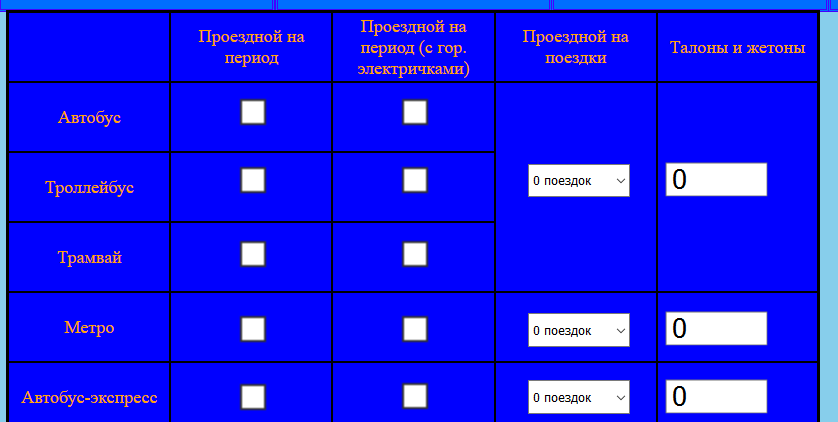 Проездной на
период
Проездной на
период (с гор.
электричками)
Проездной на
поездки
Талоны и жетоны
Автобус
Троллейбус
0 поездок
0
Трамвай
Метро
0 поездок
0
Автобус-экспресс
0 поездок
0